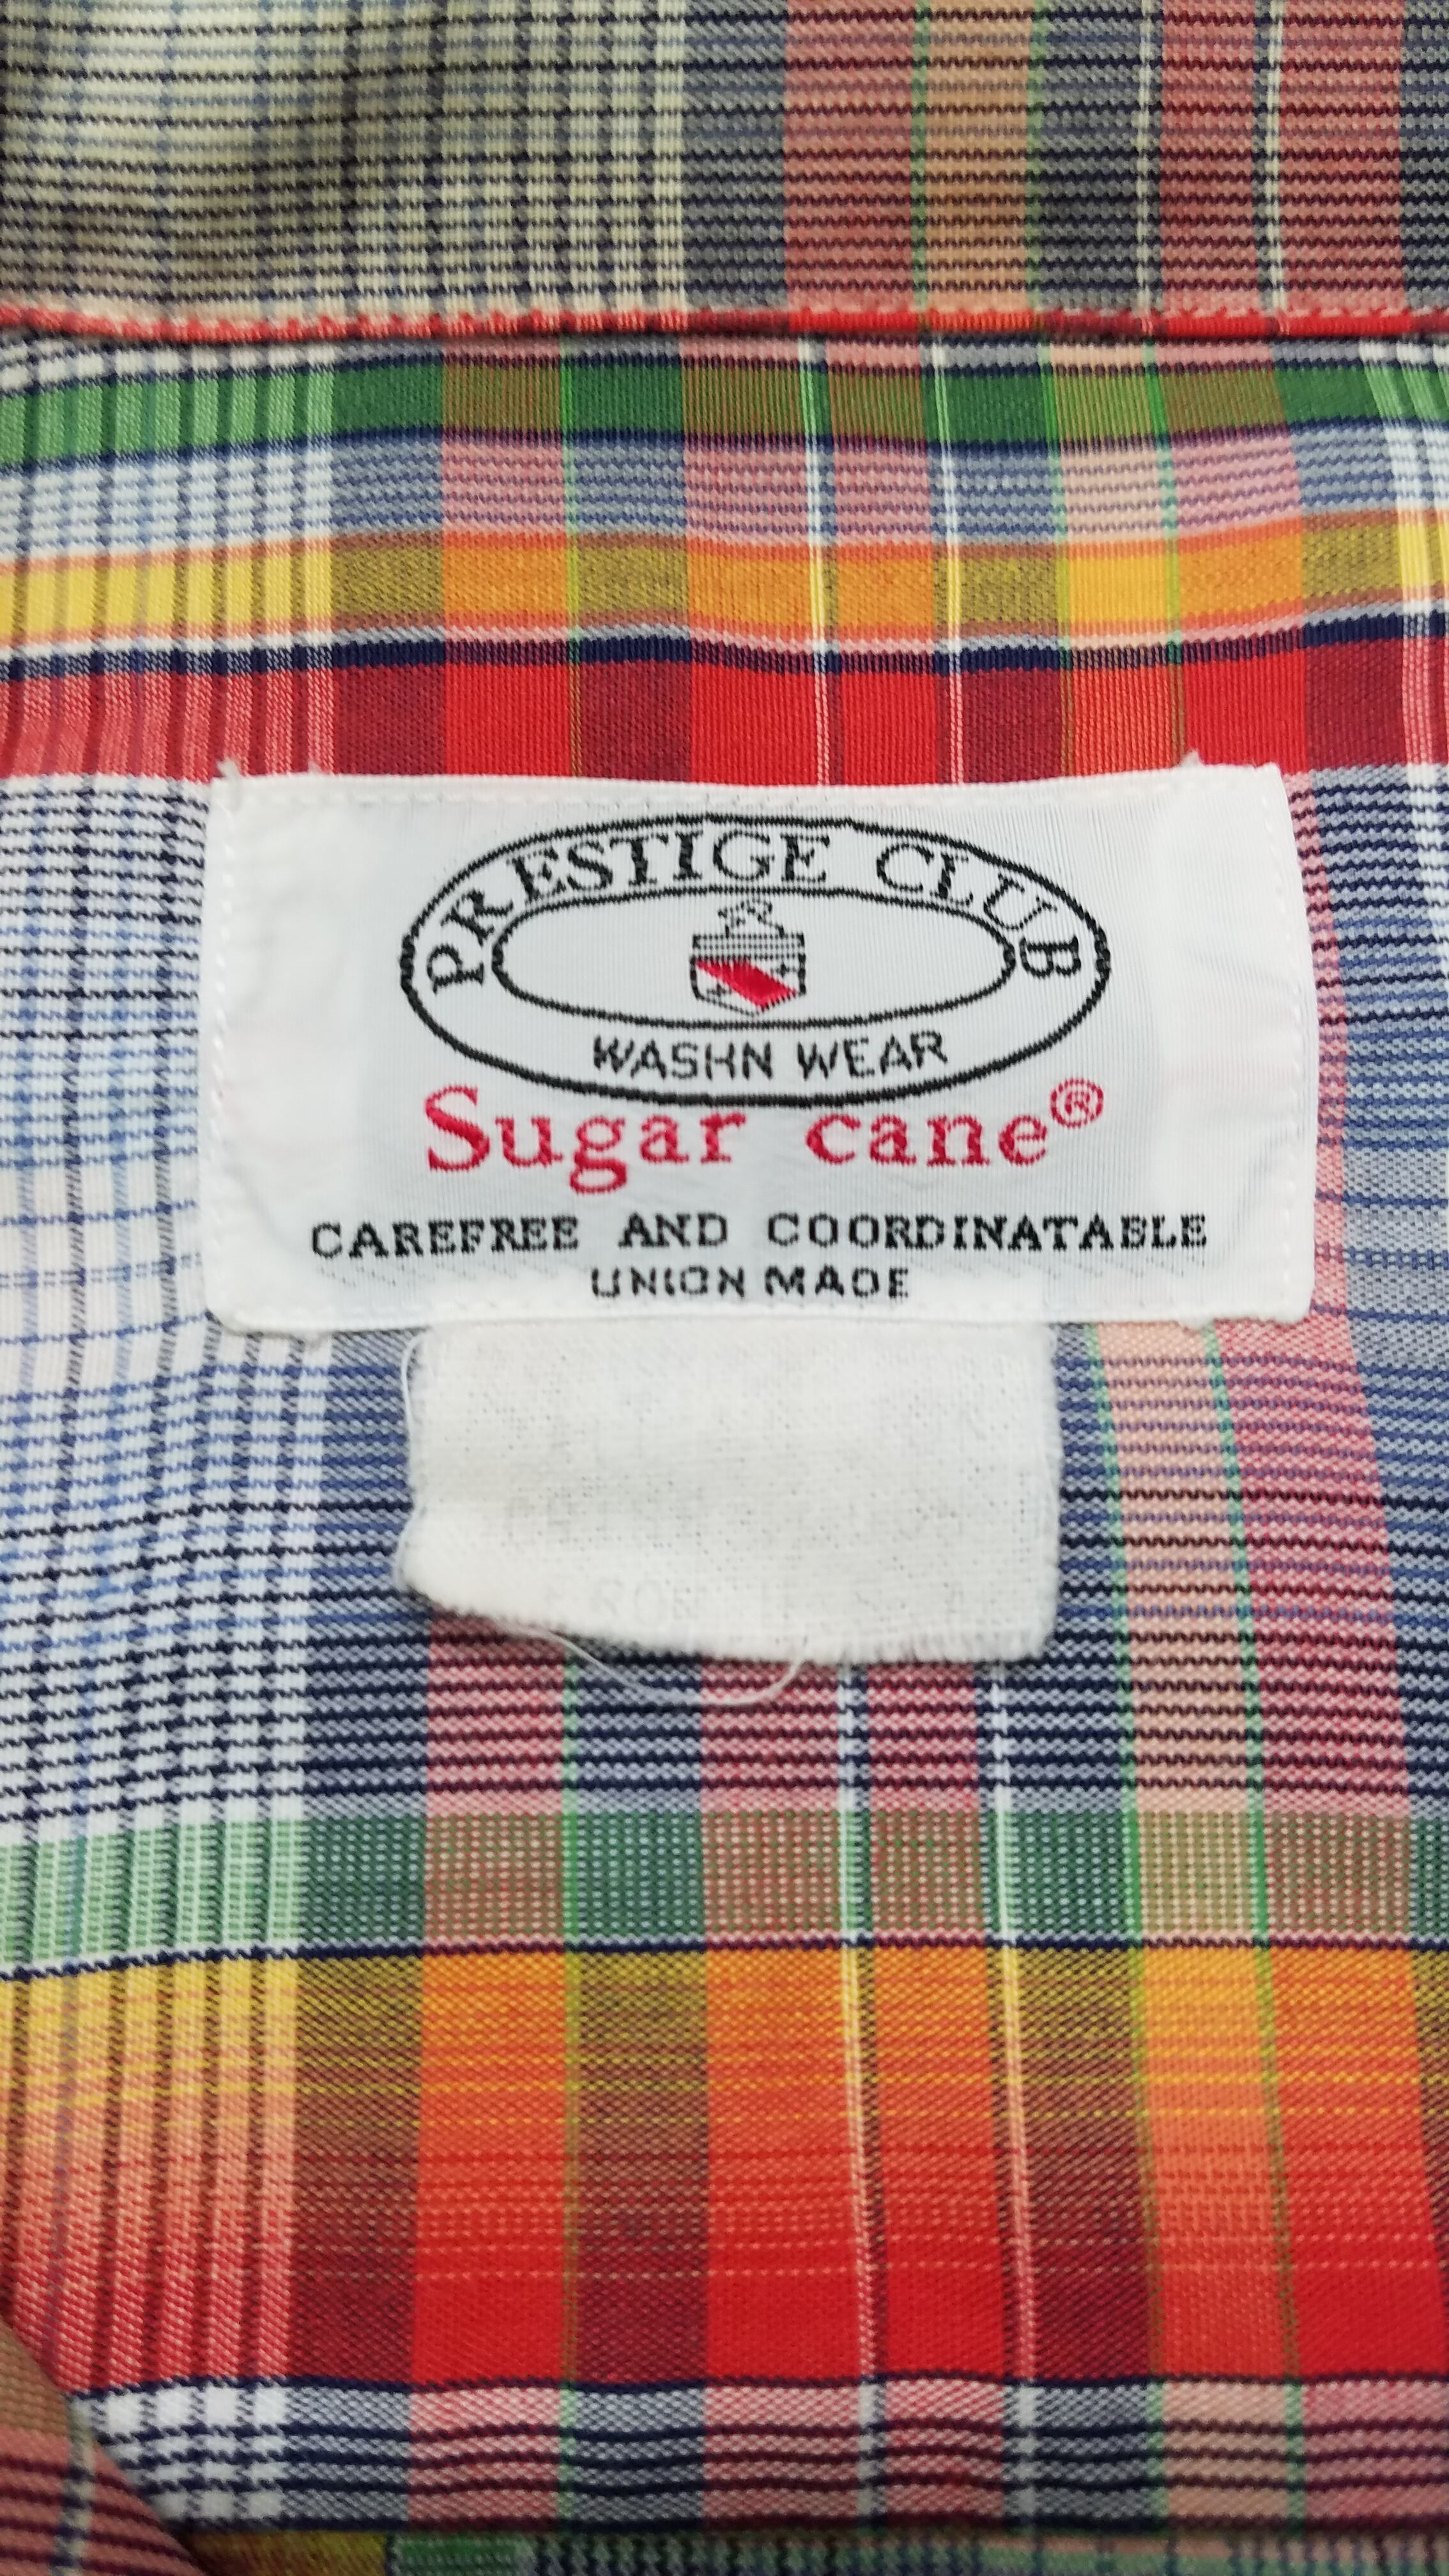 PRESTIGE CLUB
WASHN WEAR
Sugar cane®
CAREFREE AND COORDINATABLE
UNION MADE